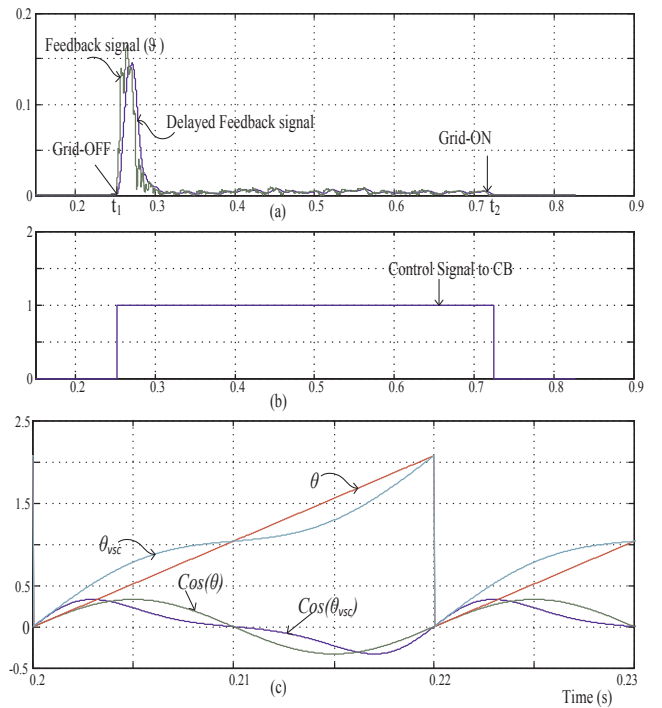 0.2
Feedback signal (ϑ)
Delayed Feedback signal
0.1
Grid-OFF
Grid-ON
0
0.2
t1
0.3
0.4
0.5
0.6
0.7
t2
0.8
0.9
(a)
2
Control Signal to CB
1
0
0.2
0.3
0.4
0.5
0.6
0.7
0.8
0.9
(b)
2.5
θ
1.5
θvsc
0.5
Cos(θ)
Cos(θvsc)
0
-0.5
0.2
0.21
0.22
0.23
(c)
Time (s)